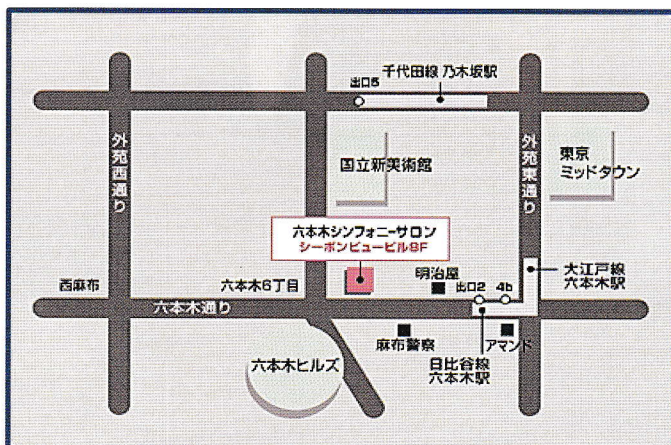 千代田線 乃木坂駅
出口5
外苑西通り
国立新美術館
外苑東通り
東京
ミッドタウン
六本木シンフォニーサロン
シーボンビュービル8F
西麻布
六本木6丁目
明治屋
出口2
4b
大江戸線
六本木駅
六本木通り
麻布警察
アマンド
日比谷線
六本木駅
六本木ヒルズ